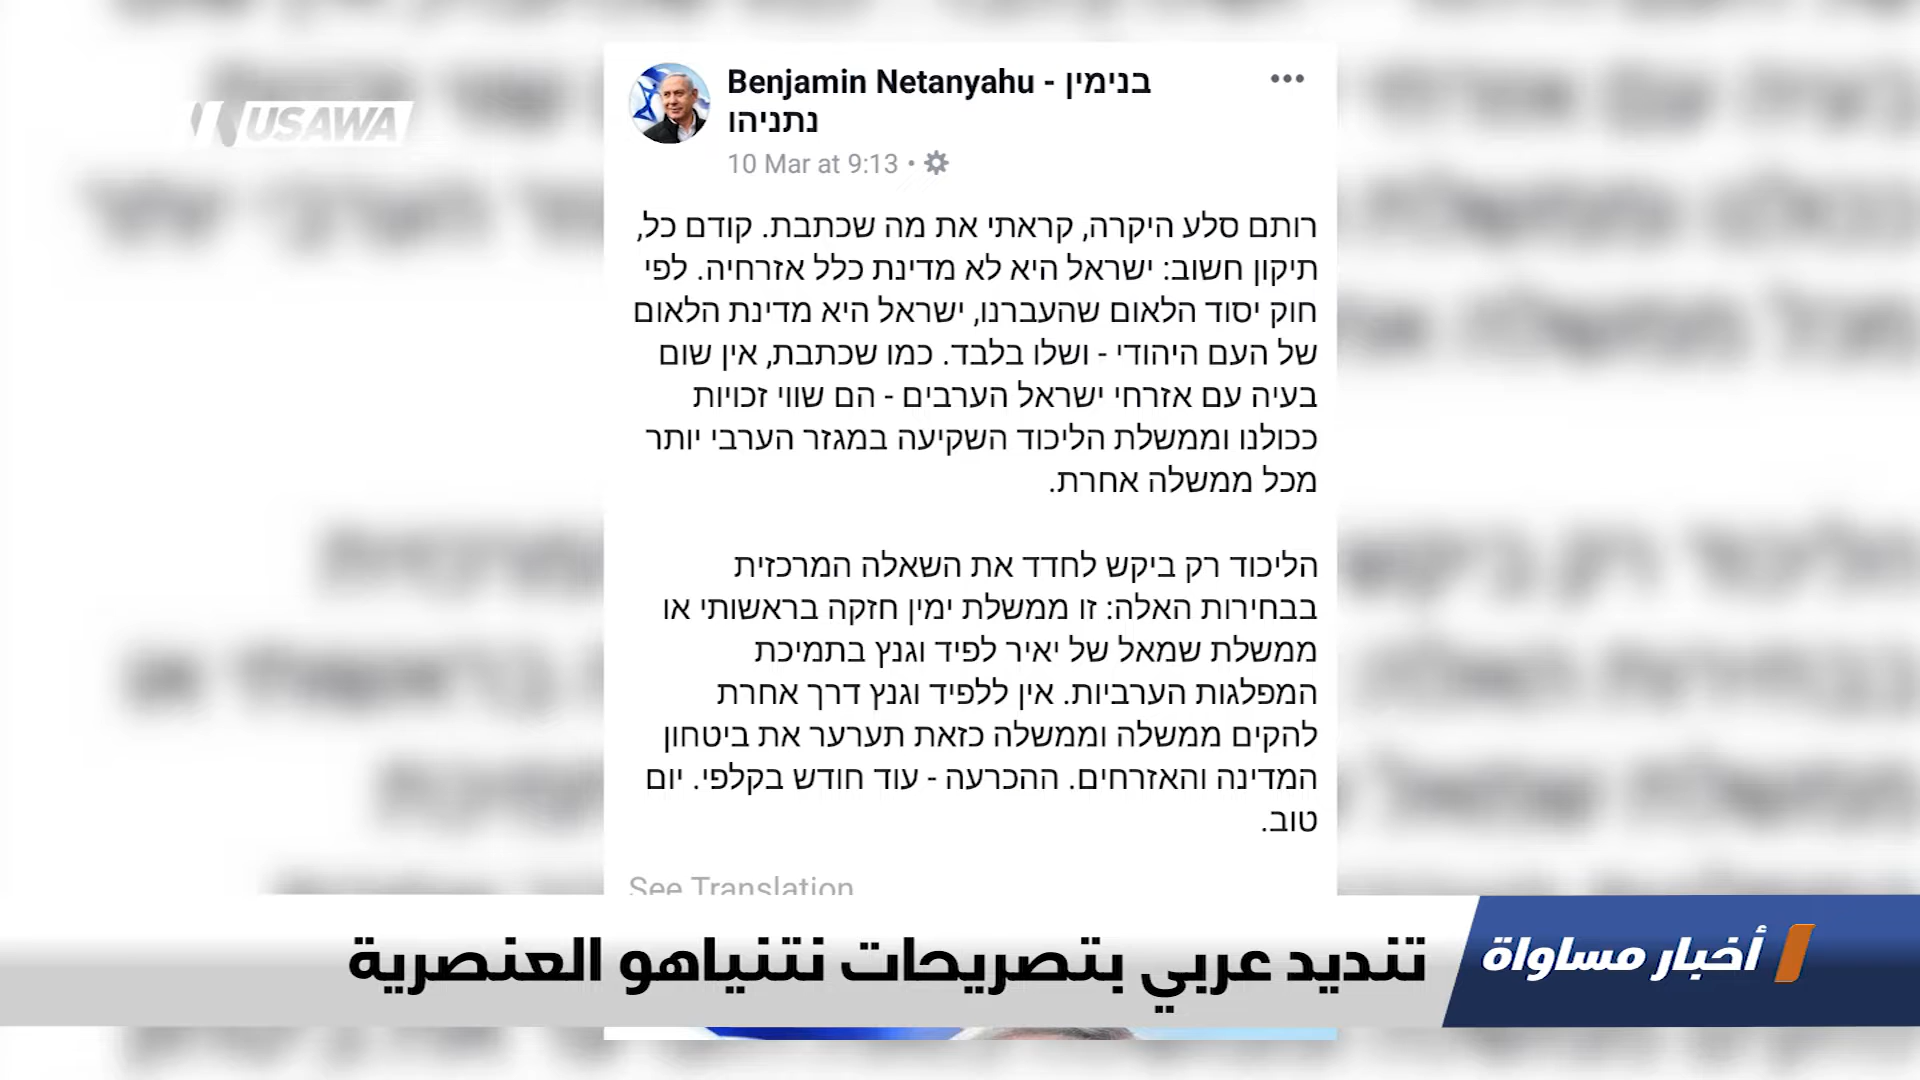 Benjamin Netanyahu - בנימין
נתניהו
10 Mar at 9:13
USAWA
רותם סלע היקרה, קראתי את מה שכתבת. קודם כל,
תיקון חשוב: ישראל היא לא מדינת כלל אזרחיה. לפי
חוק יסוד הלאום שהעברנו, ישראל היא מדינת הלאום
של העם היהודי - ושלו בלבד. כמו שכתבת, אין שום
בעיה עם אזרחי ישראל הערבים - הם שווי זכויות
ככולנו וממשלת הליכוד השקיעה במגזר הערבי יותר
מכל ממשלה אחרת.
הליכוד רק ביקש לחדד את השאלה המרכזית
בבחירות האלה: זו ממשלת ימין חזקה בראשותי או
ממשלת שמאל של יאיר לפיד וגנץ בתמיכת
המפלגות הערביות. אין ללפיד וגנץ דרך אחרת
להקים ממשלה וממשלה כזאת תערער את ביטחון
המדינה והאזרחים. ההכרעה - עוד חודש בקלפי. יום
טוב.
See Translation
أخبار مساواة
تنديد عربي بتصريحات نتنياهو العنصرية